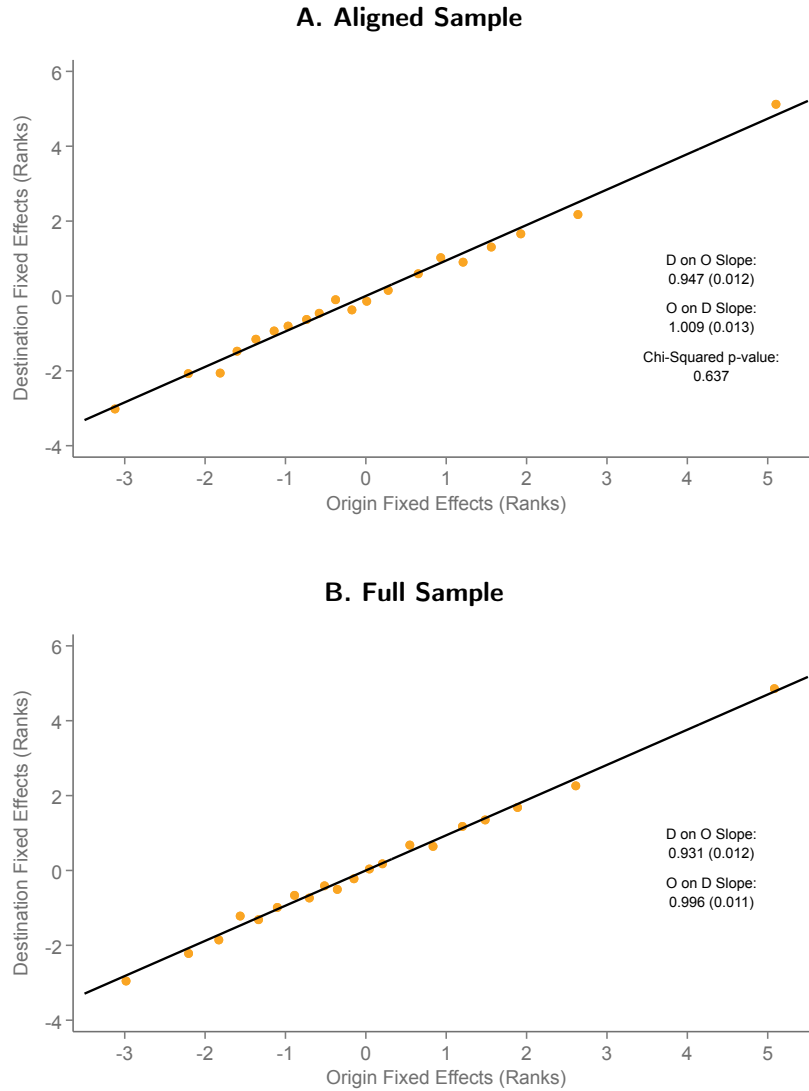 A. Aligned Sample
Destination Fixed Effects (Ranks)
6
4
2
0
-2
-4
D on O Slope:
0.947 (0.012)
O on D Slope:
1.009 (0.013)
Chi-Squared p-value:
0.637
-3 -2 -1 0 1 2 3 4 5
Origin Fixed Effects (Ranks)
B. Full Sample
Destination Fixed Effects (Ranks)
6
4
2
0
-2
-4
D on O Slope:
0.931 (0.012)
O on D Slope:
0.996 (0.011)
-3 -2 -1 0 1 2 3 4 5
Origin Fixed Effects (Ranks)